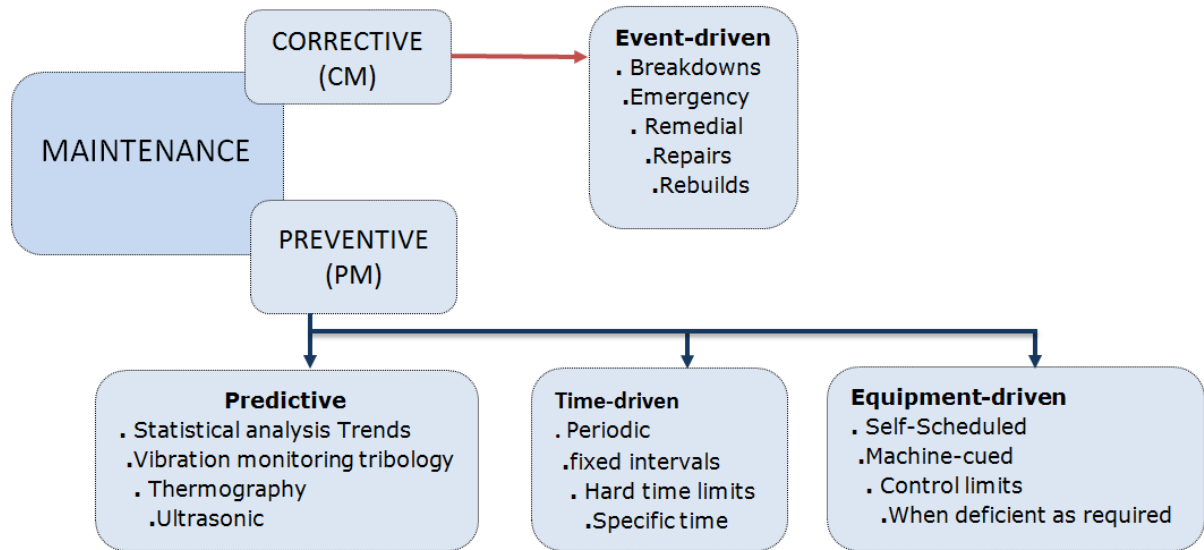 MAINTENANCE
CORRECTIVE
(CM)
Event-driven
. Breakdowns
.Emergency
. Remedial
.Repairs
.Rebuilds
PREVENTIVE
(PM)
Predictive
. Statistical analysis Trends
.Vibration monitoring tribology
. Thermography
.Ultrasonic
Time-driven
. Periodic
.fixed intervals
. Hard time limits
.Specific time
Equipment-driven
. Self-Scheduled
.Machine-cued
. Control limits
.When deficient as required